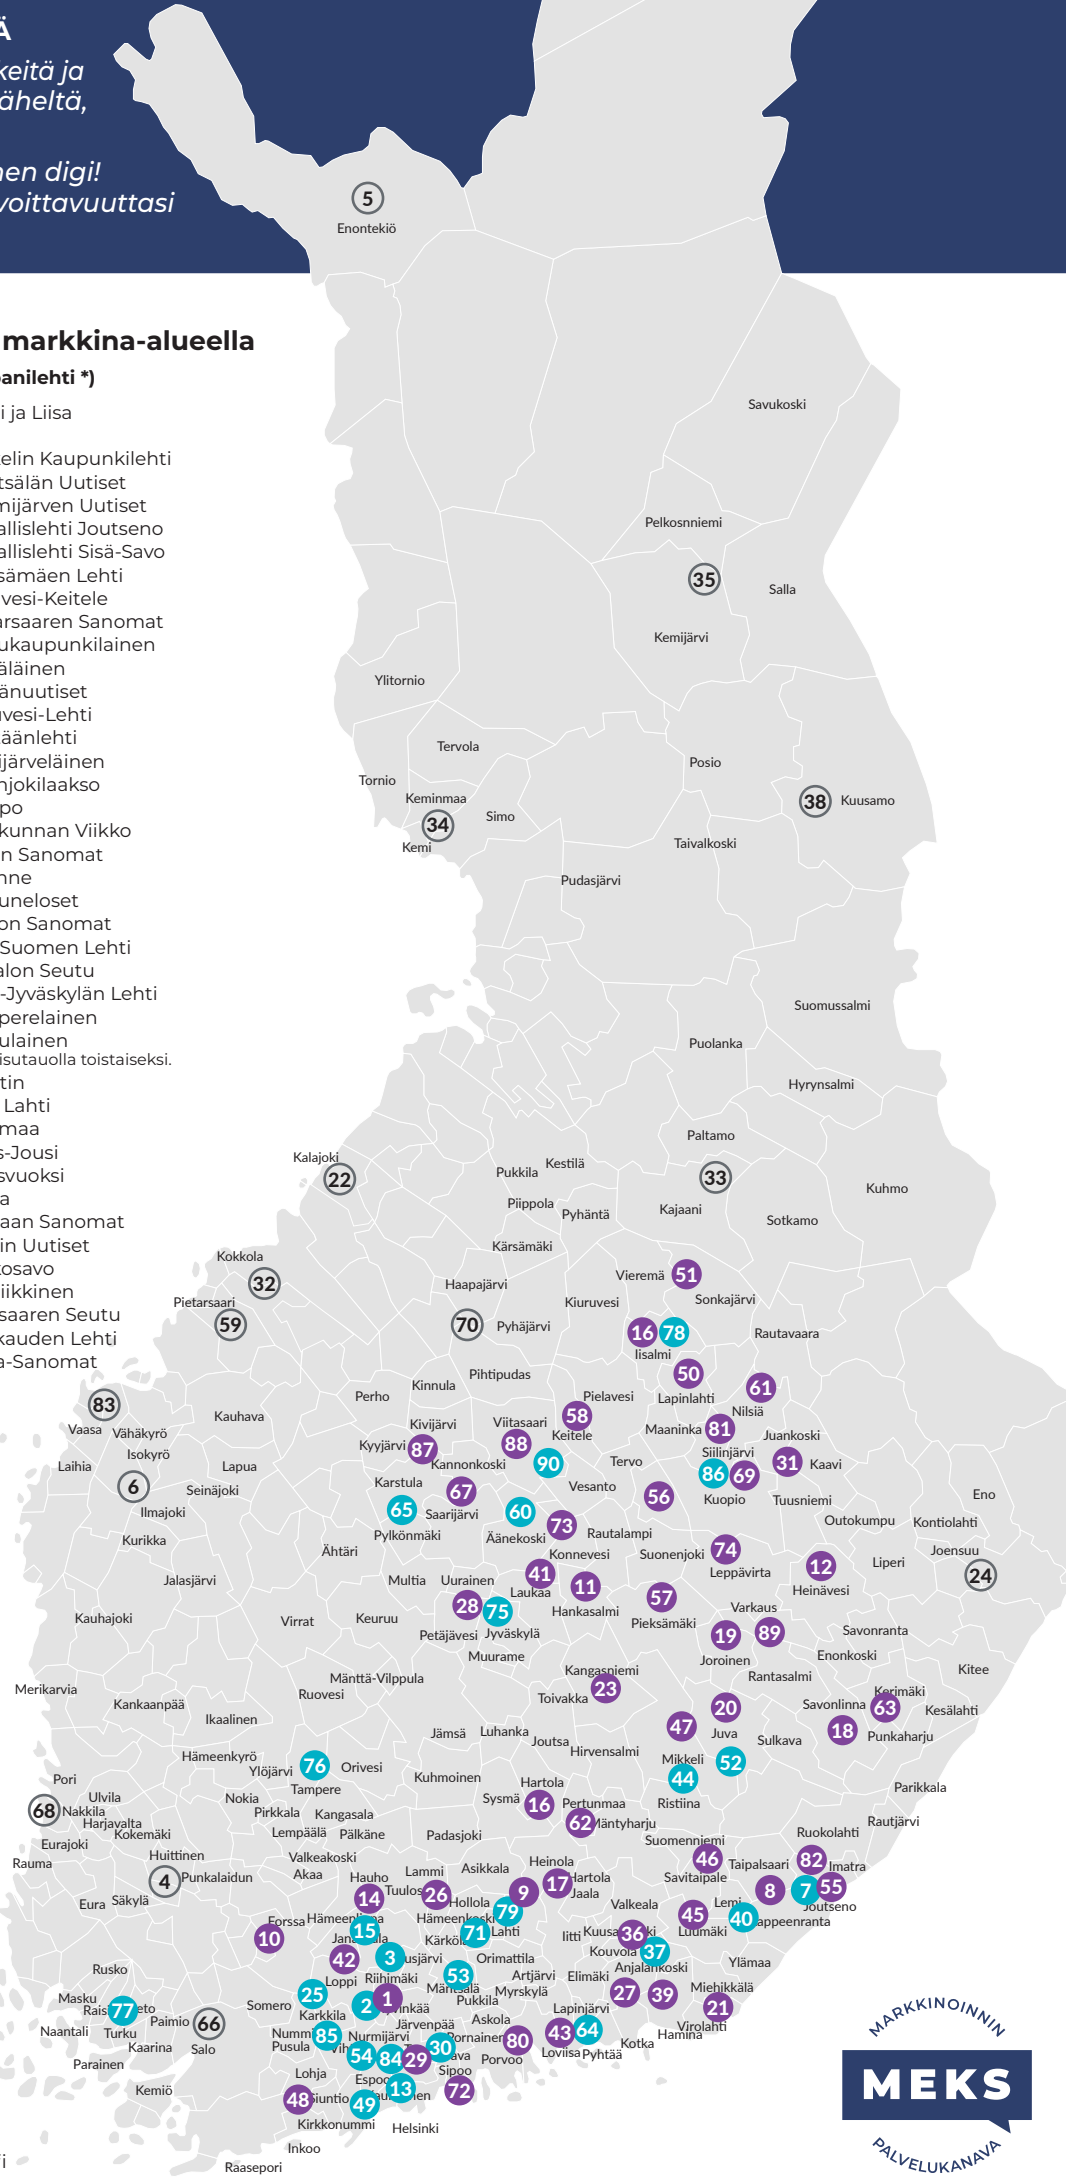 Ä
keitä ja
äheltä,
nen digi!
voittavuuttasi
markkina-alueella
panilehti *)
i ja Liisa
elin Kaupunkilehti
tsälän Uutiset
mijärven Uutiset
allislehti Joutseno
allislehti Sisä-Savo
sämäen Lehti
vesi-Keitele
arsaaren Sanomat
ukaupunkilainen
äläinen
änuutiset
vesi-Lehti
äänlehti
ijärveläinen
njokilaakso
po
kunnan Viikko
n Sanomat
nne
uneloset
on Sanomat
Suomen Lehti
alon Seutu
-Jyväskylän Lehti
perelainen
ulainen
isutauolla toistaiseksi.
tin
Lahti
maa
s-Jousi
svuoksi
a
aan Sanomat
in Uutiset
kosavo
iikkinen
saaren Seutu
kauden Lehti
a-Sanomat
i
5
Enontekiö
Savukoski
Pelkosnniemi
35
Salla
Kemijärvi
Ylitornio
Tervola
Posio
Tornio
Keminmaa
38 Kuusamo
34
Simo
Kemi
Taivalkoski
Pudasjärvi
Suomussalmi
Puolanka
Hyrynsalmi
Paltamo
Kalajoki
22
Pukkila
Kestilä
33
Kuhmo
Piippola
Pyhäntä
Kajaani
Sotkamo
Kärsämäki
Kokkola
32
Vieremä 51
Haapajärvi
Kiuruvesi
Sonkajärvi
Pietarsaari
59
70 Pyhäjärvi
16 78
Rautavaara
Iisalmi
Pihtipudas
50
61
Perho
Kinnula
Pielavesi
Lapinlahti
Nilsiä
83
Vaasa
Vähäkyrö
Kauhava
Kivijärvi
Viitasaari
58
Keitele
Maaninka 81
Juankoski
Isokyrö
Kyyjärvi 87
88
Siilinjärvi
Laihia
Lapua
Kannonkoski
90
Tervo
86 69
31 Kaavi
6
Seinäjoki
Karstula
67
Vesanto
56
Kuopio
Tuusniemi
Eno
Ilmajoki
65
Saarijärvi
60
73
Outokumpu
Kontiolahti
Kurikka
Pylkönmäki
Äänekoski
Rautalampi
Ähtäri
Konnevesi
Suonenjoki
74
Joensuu
Leppävirta
Liperi
24
Jalasjärvi
Multia
Uurainen
41
11
12
Laukaa
Hankasalmi
57
Heinävesi
Kauhajoki
Virrat
Keuruu
28 75
Pieksämäki
Varkaus
Petäjävesi
Jyväskylä
19
89
Savonranta
Muurame
Joroinen
Enonkoski
Merikarvia
Mänttä-Vilppula
Kangasniemi
Rantasalmi
Kitee
Kankaanpää
Ruovesi
Toivakka
23
Kerimäki
Ikaalinen
20
Savonlinna
63
Kesälahti
Jämsä
Luhanka
Joutsa
47
Juva
18
Punkaharju
Hirvensalmi
Sulkava
Hämeenkyrö
Ylöjärvi
76
Orivesi
Mikkeli
52
44
Pori
Tampere
Kuhmoinen
Hartola
Parikkala
Ulvila
Nokia
Sysmä
16
Pertunmaa
Ristiina
68 Nakkila
Pirkkala
Kangasala
62
Mäntyharju
Rautjärvi
Harjavalta
Kokemäki
Lempäälä
Pälkäne
Padasjoki
Suomenniemi
Ruokolahti
Eurajoki
Rauma
Huittinen
Valkeakoski
46
Taipalsaari
82
Imatra
4
Punkalaidun
Akaa
Hauho
Lammi
Asikkala
Heinola
17
Hartola
Savitaipale
8
7
55
Eura
Säkylä
14
Tuulos
26
9
Jaala
Joutseno
Hollola
Valkeala
Lemi
Forssa
Hämeenkoski
79
45
40
10
15
71
Lahti
Iitti
36
Luumäki
37
Kouvola
42
3
Orimattila
Ylämaa
Anjalankoski
Rusko
Loppi
Riihimäki
53
Artjärvi
Elimäki
27
39
Miehikkälä
Masku
25
2
1
Pukkila
Myrskylä
Lapinjärvi
21
77
Somero
Karkkila
Askola
Virolahti
Naantali
Turku
Paimio
66
Hamina
Kaarina
Salo
Pusula
85
Nurmijärvi
Järvenpää
30
80
43
64
Kotka
Parainen
54
84
29
Porvoo
Loviisa
Pyhtää
Sipoo
Kemiö
Lohja
13
72
48
49
Kirkkonummi
Helsinki
Inkoo
Raasepori
MARKKINOINNIN
MEKS
PALVELUKANAVA